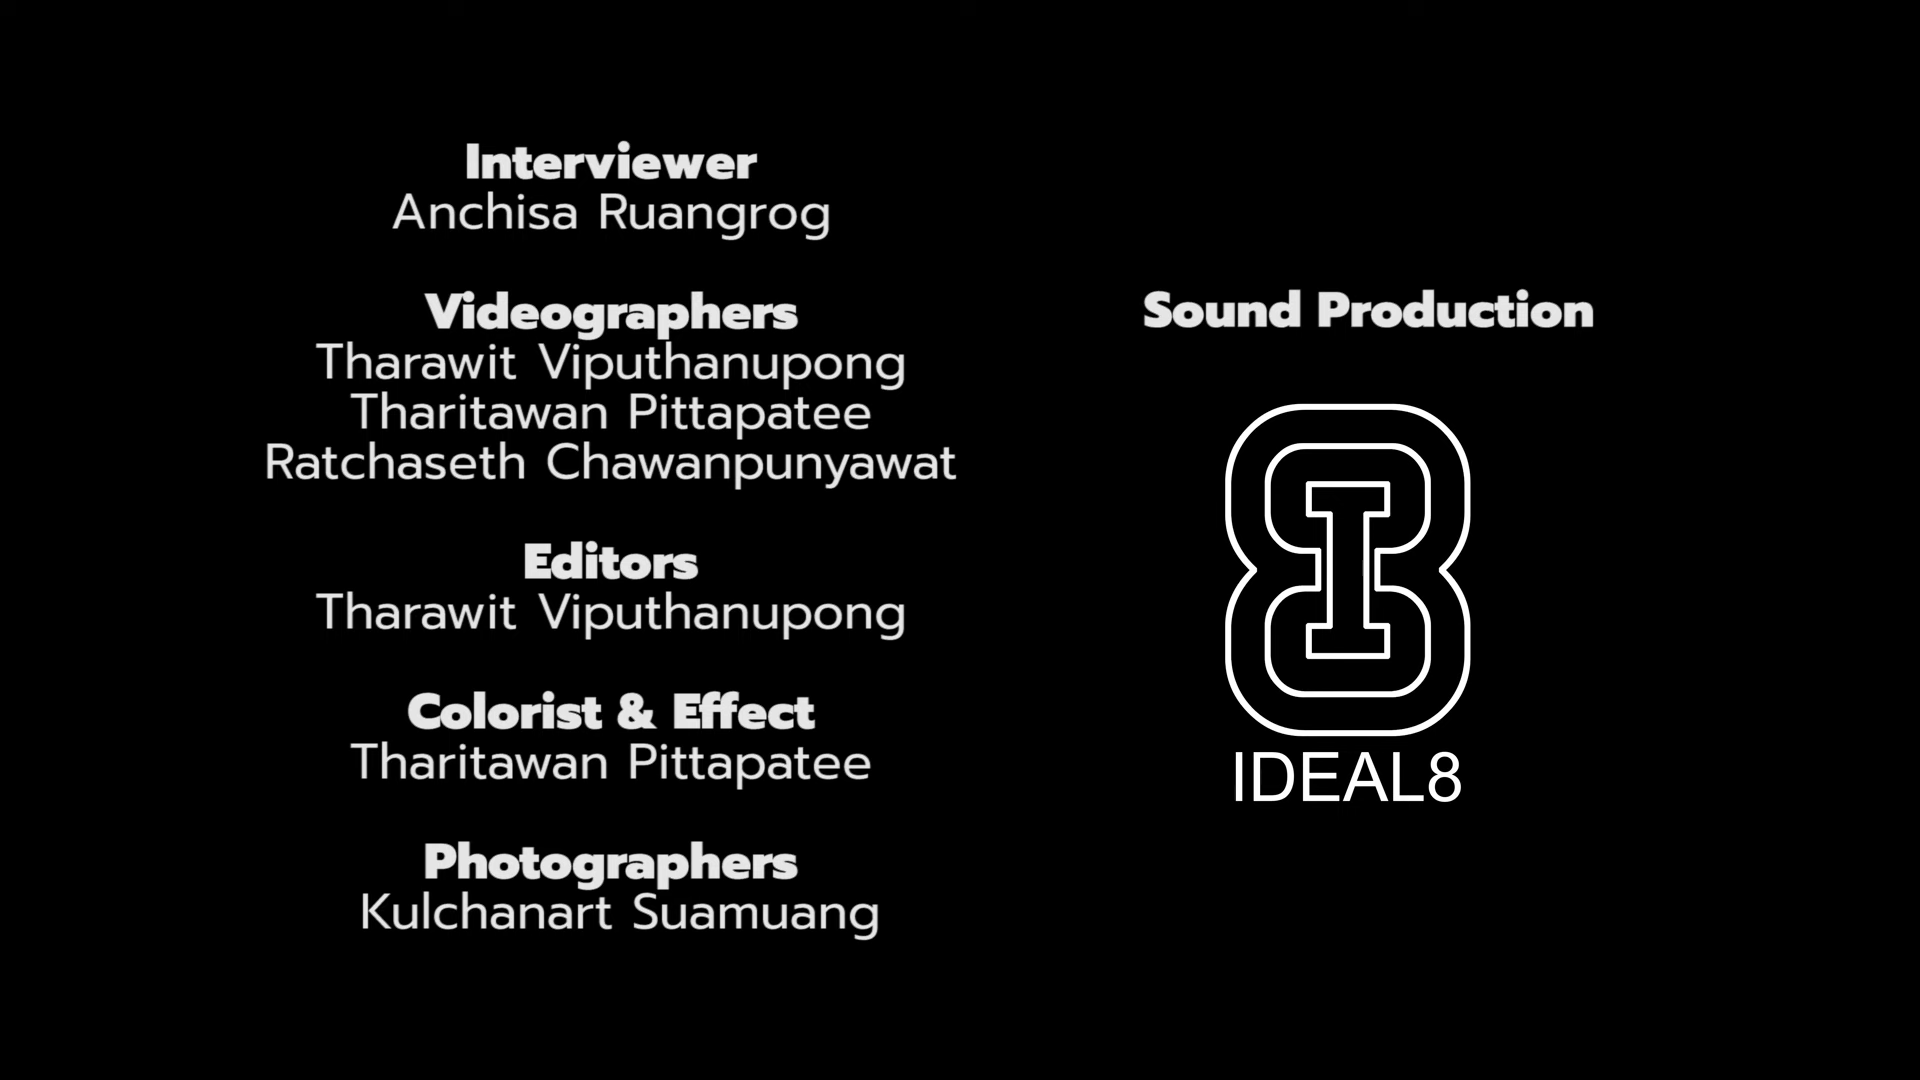 Interviewer
Anchisa Ruangrog
Videographers
Tharawit Viputhanupong
Tharitawan Pittapatee
Ratchaseth Chawanpunyawat
Editors
Tharawit Viputhanupong
Colorist & Effect
Tharitawan Pittapatee
Photographers
Kulchanart Suamuang
Sound Production
IDEAL8